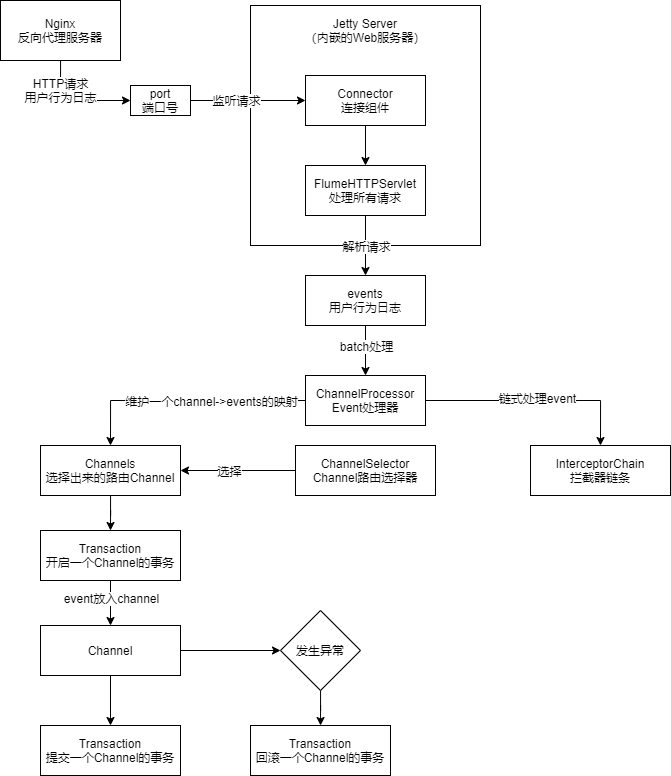 Nginx
反向代理服务器
Jetty Server
(内嵌的Web服务器)
HTTP请求
用户行为日志
port
端口号
监听请求
Connector
连接组件
FlumeHTTPServlet
处理所有请求
解析请求
events
用户行为日志
batch处理
ChannelProcessor
Event处理器
维护一个channel->events的映射
链式处理event
Channels
选择出来的路由Channel
选择
ChannelSelector
Channel路由选择器
InterceptorChain
拦截器链条
Transaction
开启一个Channel的事务
event放入channel
Channel
发生异常
Transaction
提交一个Channel的事务
Transaction
回滚一个Channel的事务